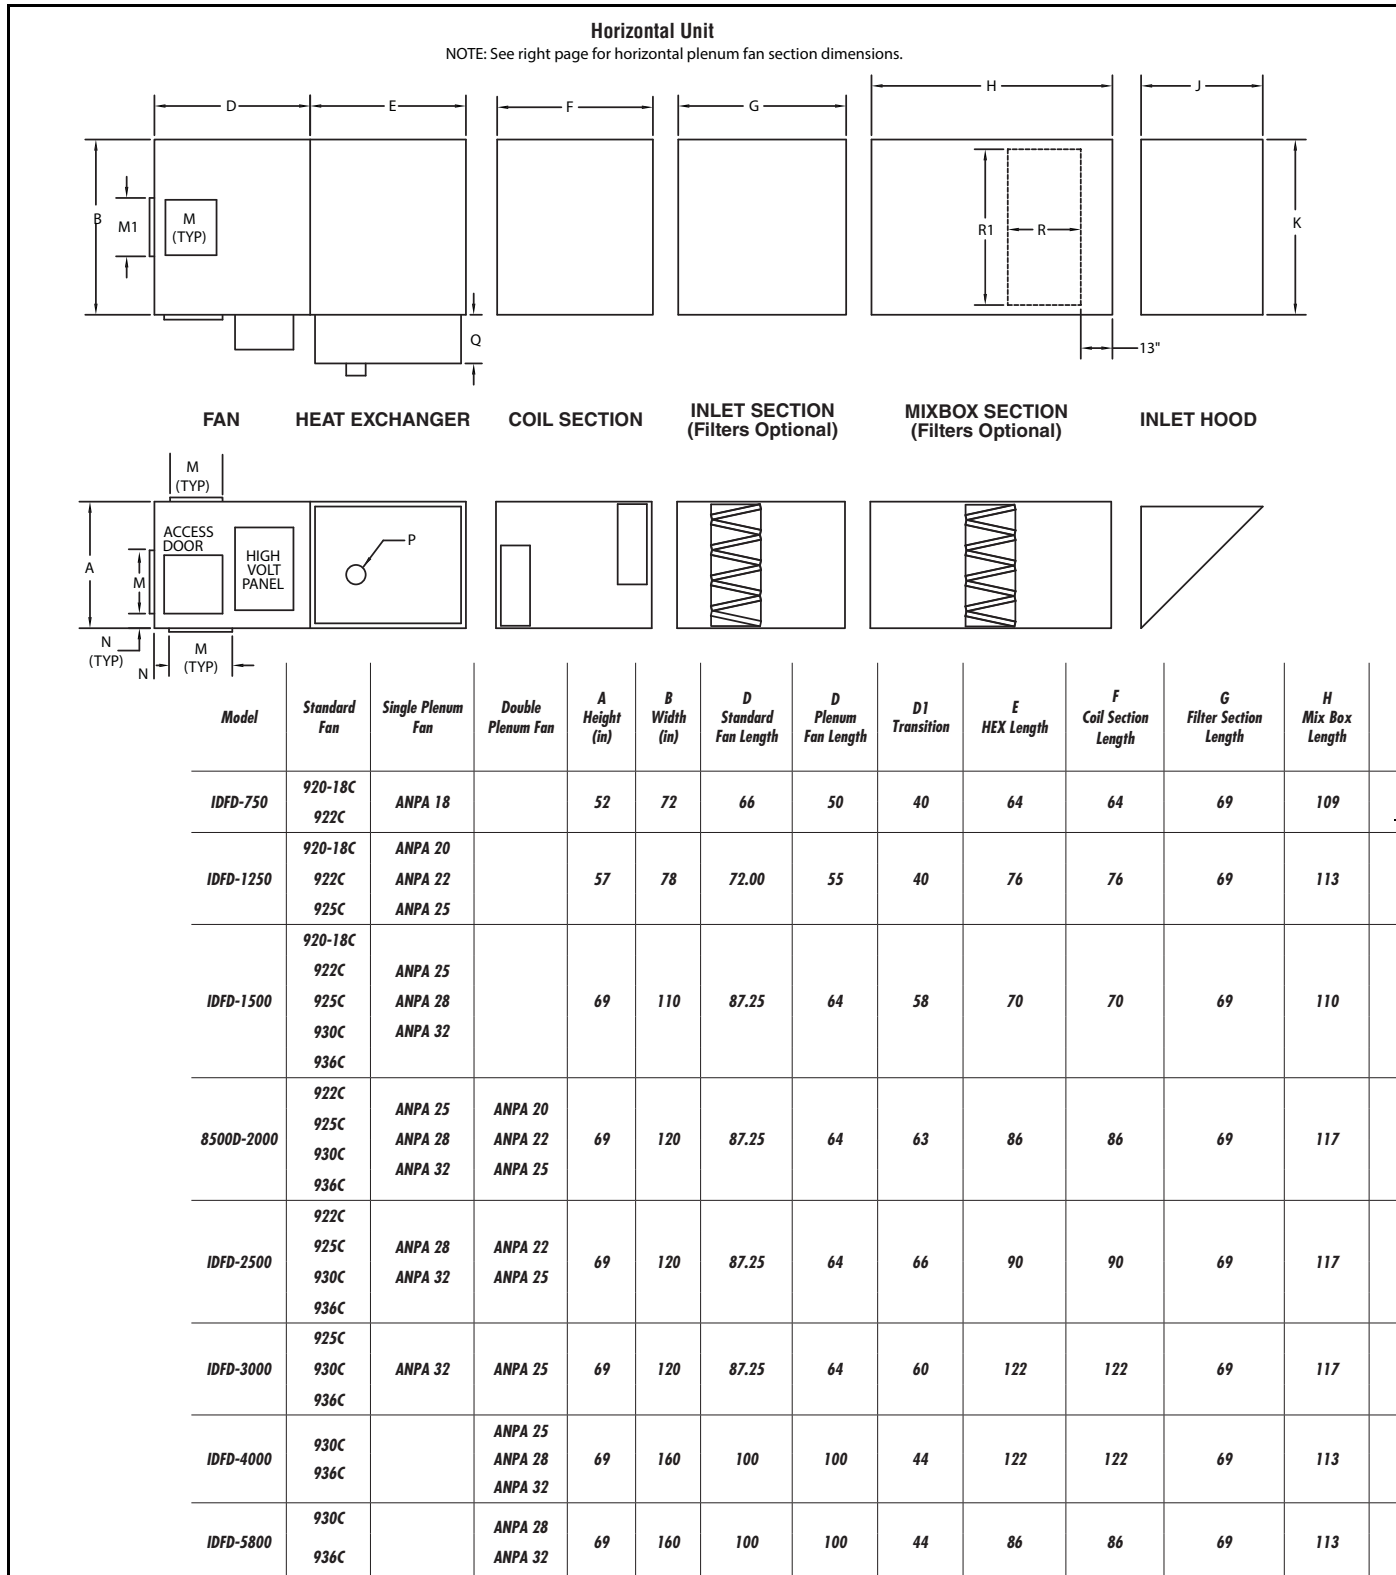 Horizontal Unit
NOTE: See right page for horizontal plenum fan section dimensions.
D
E
F
G
H
J
B
M1
M
(TYP)
R1
R
K
Q
13"
FAN
HEAT EXCHANGER
COIL SECTION
INLET SECTION
(Filters Optional)
MIXBOX SECTION
(Filters Optional)
INLET HOOD
M
(TYP)
A
ACCESS
DOOR
M
HIGH
VOLT
PANEL
P
N
(TYP)
N
M
(TYP)
Model
Standard
Fan
Single Plenum
Fan
Double
Plenum Fan
A
Height
(in)
B
Width
(in)
D
Standard
Fan Length
D
Plenum
Fan Length
D1
Transition
E
HEX Length
F
Coil Section
Length
G
Filter Section
Length
H
Mix Box
Length
IDFD-750
920-18C
922C
ANPA 18
52
72
66
50
40
64
64
69
109
IDFD-1250
920-18C
922C
925C
ANPA 20
ANPA 22
ANPA 25
57
78
72.00
55
40
76
76
69
113
IDFD-1500
920-18C
922C
925C
930C
936C
ANPA 25
ANPA 28
ANPA 32
69
110
87.25
64
58
70
70
69
110
8500D-2000
922C
925C
930C
936C
ANPA 25
ANPA 28
ANPA 32
ANPA 20
ANPA 22
ANPA 25
69
120
87.25
64
63
86
86
69
117
IDFD-2500
922C
925C
930C
936C
ANPA 28
ANPA 32
ANPA 22
ANPA 25
69
120
87.25
64
66
90
90
69
117
IDFD-3000
925C
930C
936C
ANPA 32
ANPA 25
69
120
87.25
64
60
122
122
69
117
IDFD-4000
930C
936C
ANPA 25
ANPA 28
ANPA 32
69
160
100
100
44
122
122
69
113
IDFD-5800
930C
936C
ANPA 28
ANPA 32
69
160
100
100
44
86
86
69
113